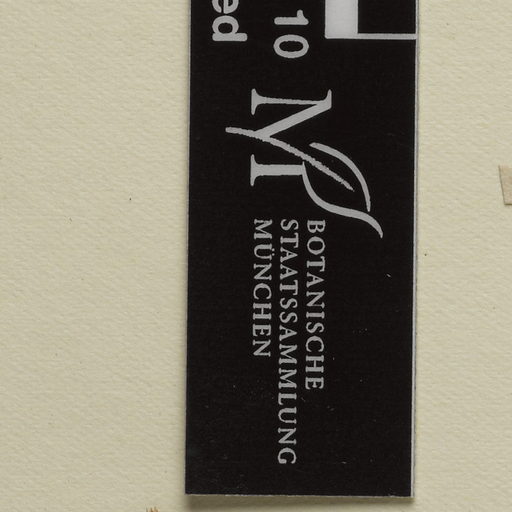 10
ed
M
BOTANISCHE
STAATSSAMMLUNG
MÜNCHEN